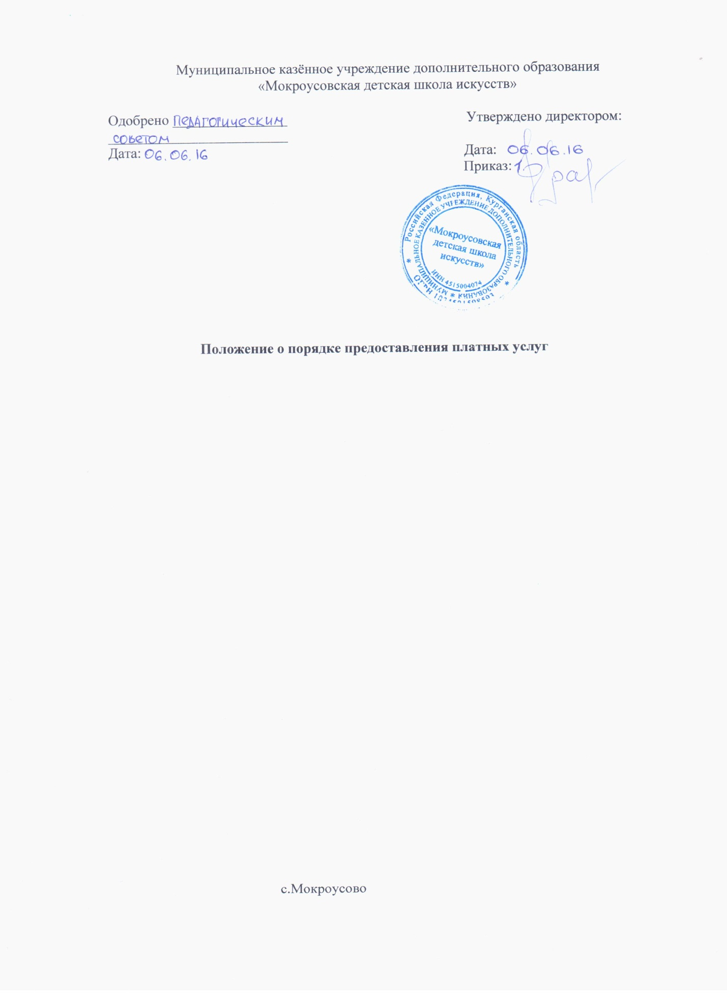 Муниципальное казённое учреждение дополнительного образования
«Мокроусовская детская школа искусств»
Одобрено Педагогическим
советом
Дата: 06.06.16
Утверждено директором:
Дата: 06.06.16
Приказ: 1
Российская Федерация, Курганская область
МУНИЦИПАЛЬНОЕ КАЗЕННОЕ УЧРЕЖДЕНИЕ ДОПОЛНИТЕЛЬНОГО ОБРАЗОВАНИЯ
«Мокроусовская
детская школа
искусств»
ИНН 4515004074
ОГРН
Положение о порядке предоставления платных услуг
с.Мокроусово